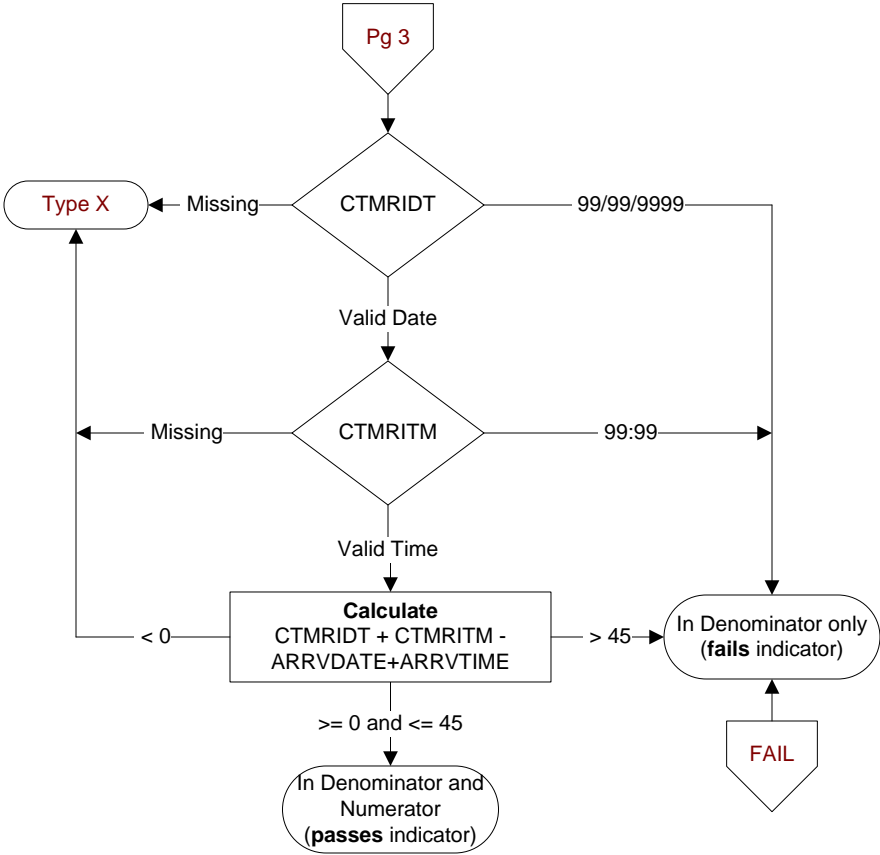 Pg 3
Type X
Missing
CTMRIDT
99/99/9999
Valid Date
Missing
CTMRITM
99:99
Valid Time
< 0
Calculate
CTMRIDT + CTMRITM -
ARRVDATE+ARRVTIME
> 45
In Denominator only
(fails indicator)
>= 0 and <= 45
FAIL
In Denominator and
Numerator
(passes indicator)